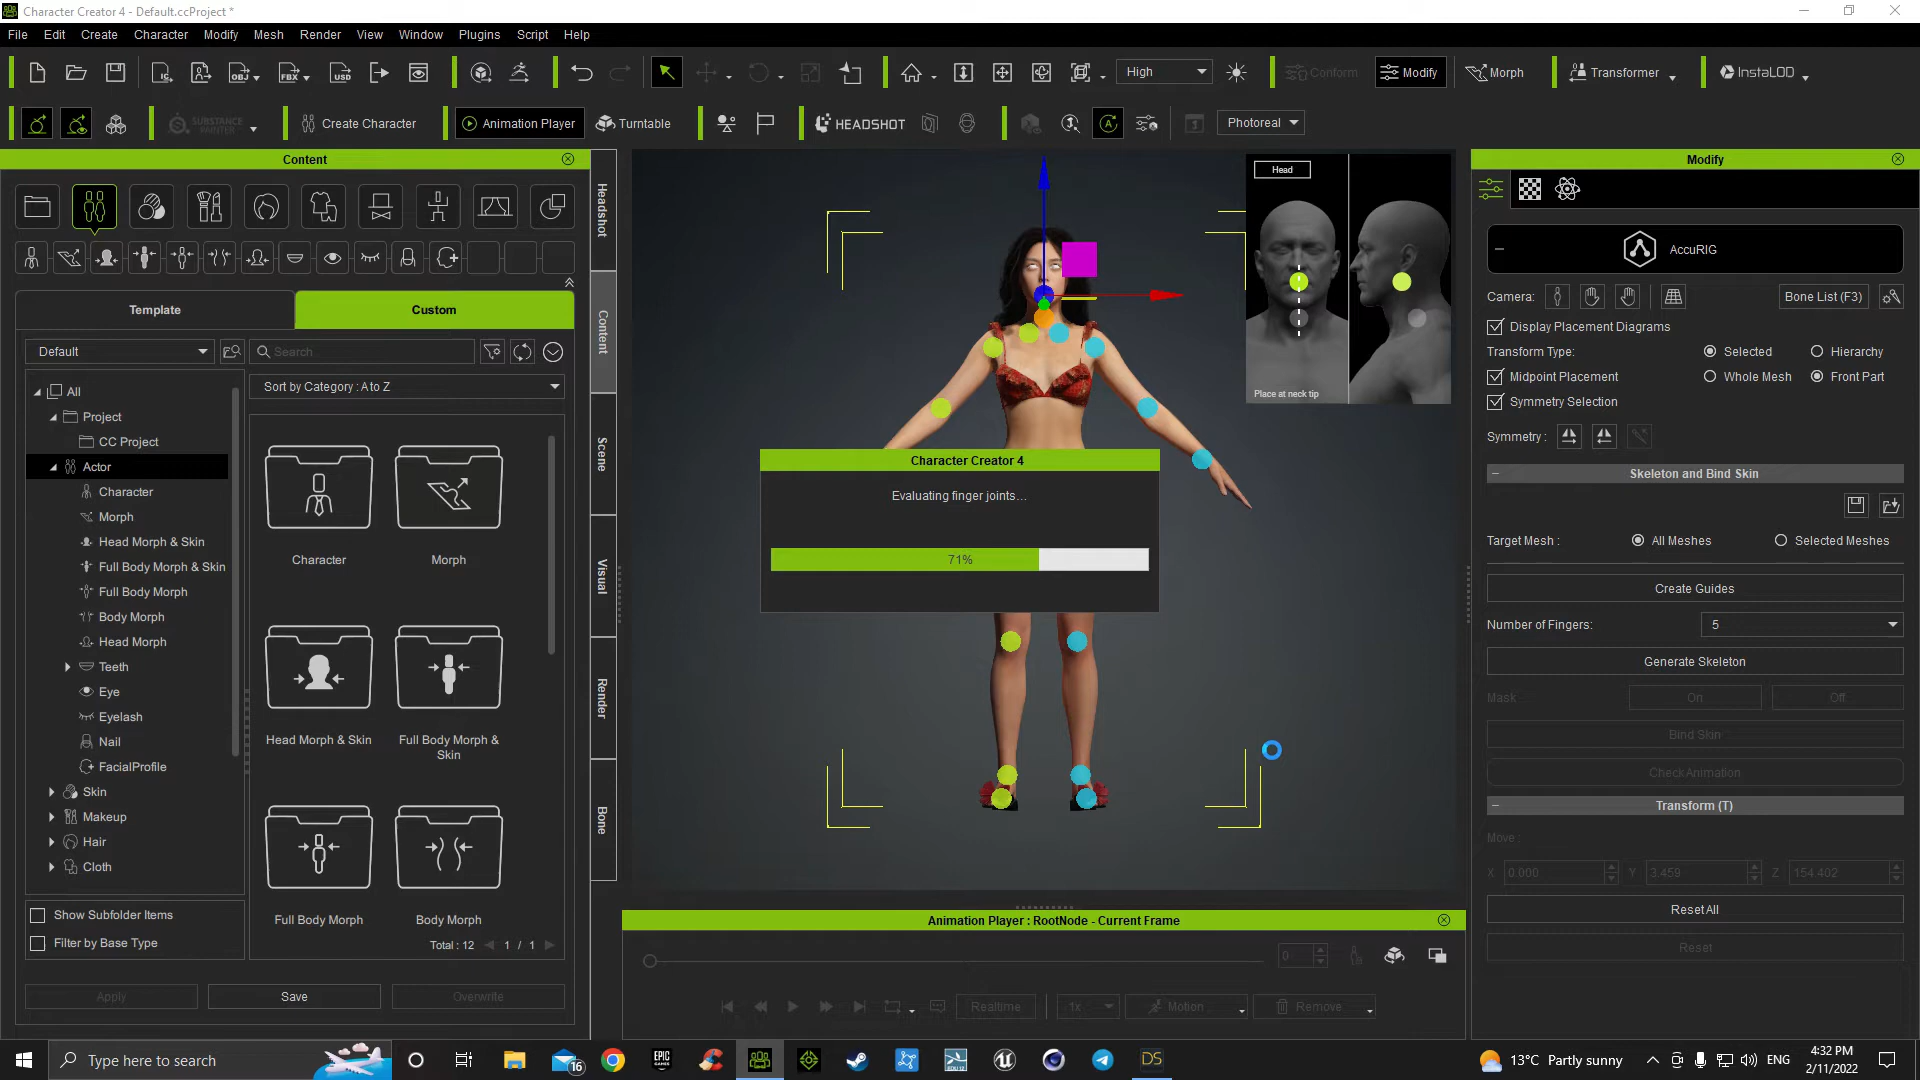 Character Creator 4 - Default.ccProject *
File Edit Create Character Modify Mesh Render View Window Plugins Script Help
High
Conform
Modify
Morph
Transformer
InstaLOD
SUBSTANCE PAINTER
Create Character
Animation Player
Turntable
HEADSHOT
Photoreal
Content
Template
Custom
Default
Search
Sort by Category : A to Z
All
Project
CC Project
Actor
Character
Morph
Head Morph & Skin
Full Body Morph & Skin
Full Body Morph
Body Morph
Head Morph
Teeth
Eye
Eyelash
Nail
FacialProfile
Skin
Makeup
Hair
Cloth
Character
Morph
Head Morph & Skin
Full Body Morph &
Skin
Full Body Morph
Body Morph
Show Subfolder Items
Filter by Base Type
Total : 12 1 / 1
Apply
Save
Overwrite
Headshot
Content
Scene
Visual
Render
Bone
Head
Place at neck tip
Character Creator 4
Evaluating finger joints...
71%
Animation Player : RootNode - Current Frame
0
Realtime
1x
Motion
Remove
Modify
AccuRIG
Camera:
Bone List (F3)
Display Placement Diagrams
Transform Type: Selected Hierarchy
Midpoint Placement Whole Mesh Front Part
Symmetry Selection
Symmetry :
Skeleton and Bind Skin
Target Mesh : All Meshes Selected Meshes
Create Guides
Number of Fingers: 5
Generate Skeleton
Mask On Off
Bind Skin
Check Animation
Transform (T)
Move :
X 0.000 Y 3.459 Z 154.402
Reset All
Reset
Type here to search
16
EPIC GAMES
EDU 12
DS
13°C Partly sunny
ENG
4:32 PM
2/11/2022